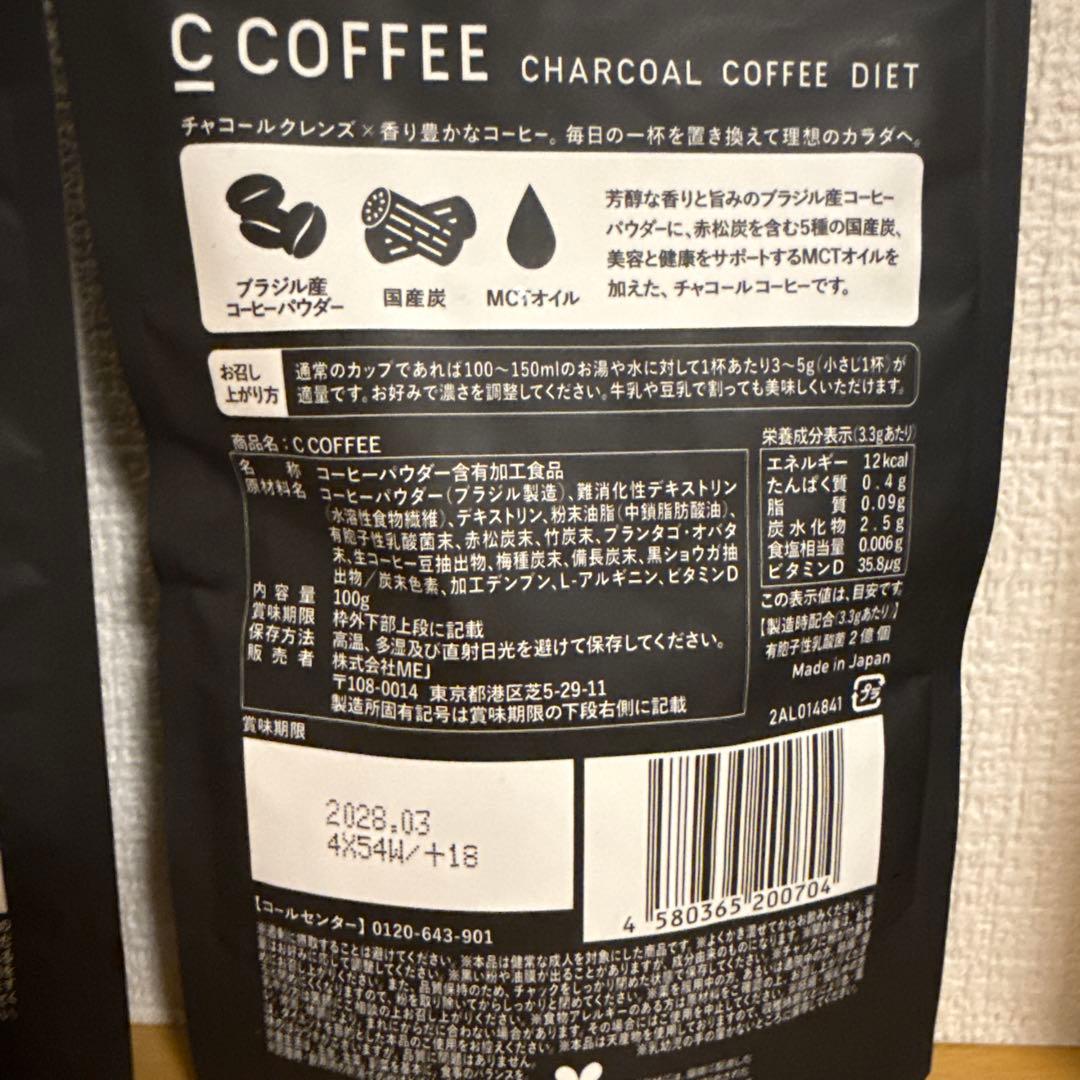 C COFFEE CHARCOAL COFFEE DIET
チャコールクレンズ×香り豊かなコーヒー。毎日の一杯を置き換えて理想のカラダへ。
ブラジル産
コーヒーパウダー
国産炭
MCTオイル
芳醇な香りと旨みのブラジル産コーヒー
パウダーに、赤松炭を含む5種の国産炭、
美容と健康をサポートするMCTオイルを
加えた、チャコールコーヒーです。
お召し
上がり方
通常のカップであれば100〜150mlのお湯や水に対して1杯あたり3〜5g(小さじ1杯)が
適量です。お好みで濃さを調整してください。牛乳や豆乳で割っても美味しくいただけます。
商品名:C COFFEE
名称 コーヒーパウダー含有加工食品
原材料名 コーヒーパウダー(ブラジル製造)、難消化性デキストリン
(水溶性食物繊維)、デキストリン、粉末油脂(中鎖脂肪酸油)、
有胞子性乳酸菌末、赤松炭末、竹炭末、プランタゴ・オバタ
末、生コーヒー豆抽出物、梅種炭末、備長炭末、黒ショウガ抽
出物/炭末色素、加工デンプン、L-アルギニン、ビタミンD
内容量 100g
賞味期限 枠外下部上段に記載
保存方法 高温、多湿及び直射日光を避けて保存してください。
販売者 株式会社MEJ
〒108-0014 東京都港区芝5-29-11
製造所固有記号は賞味期限の下段右側に記載
栄養成分表示(3.3gあたり)
エネルギー 12kcal
たんぱく質 0.4g
脂質 0.09g
炭水化物 2.5g
食塩相当量 0.006g
ビタミンD 35.8μg
この表示値は、目安です。
【製造時配合(3.3gあたり)】
有胞子性乳酸菌 2億個
Made in Japan
2AL014841 プラ
賞味期限
2028.03
4X54W/+18
4 580365 200704
【コールセンター】0120-643-901